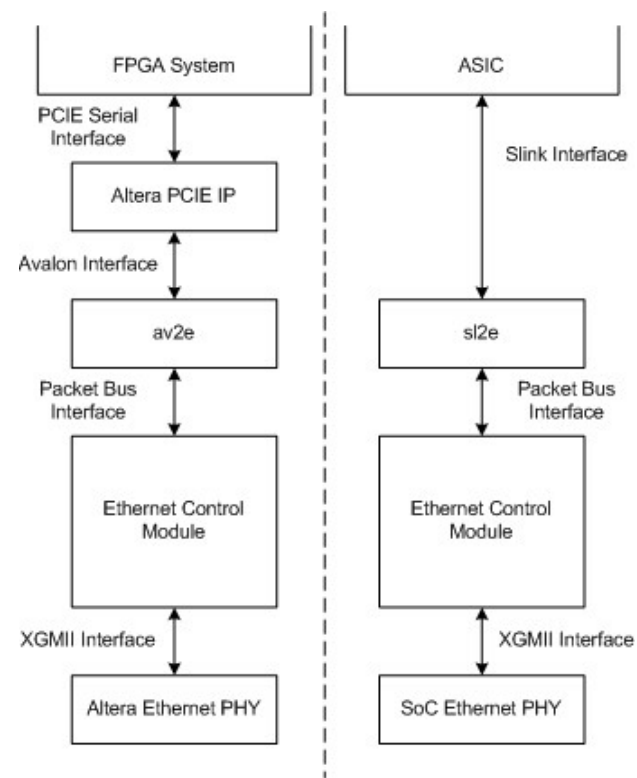 FPGA System
PCIE Serial
Interface
Altera PCIE IP
Avalon Interface
av2e
Packet Bus
Interface
Ethernet Control
Module
XGMII Interface
Altera Ethernet PHY
ASIC
Slink Interface
sl2e
Packet Bus
Interface
Ethernet Control
Module
XGMII Interface
SoC Ethernet PHY